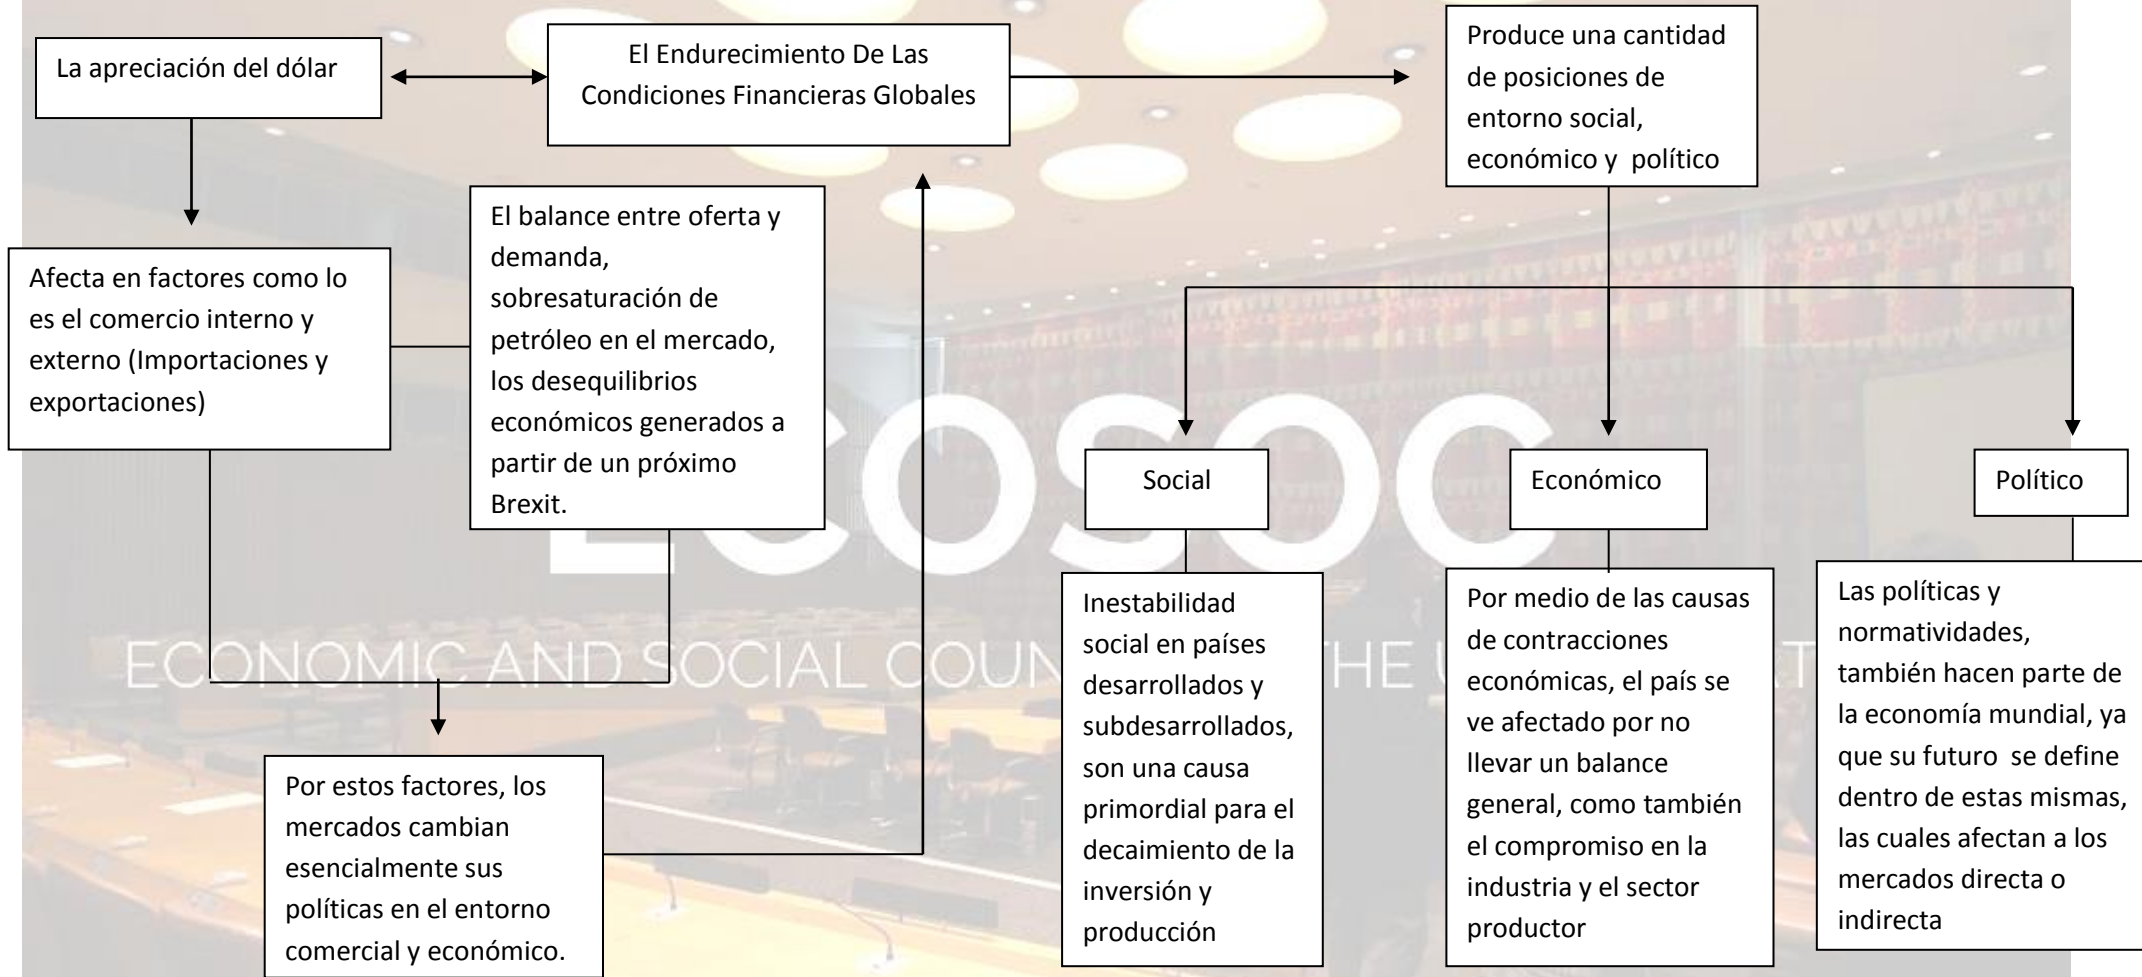 La apreciación del dólar
El Endurecimiento De Las
Condiciones Financieras Globales
Produce una cantidad
de posiciones de
entorno social,
económico y  político
Afecta en factores como lo
es el comercio interno y
externo (Importaciones y
exportaciones)
El balance entre oferta y
demanda,
sobresaturación de
petróleo en el mercado,
los desequilibrios
económicos generados a
partir de un próximo
Brexit.
Por estos factores, los
mercados cambian
esencialmente sus
políticas en el entorno
comercial y económico.
Social
Económico
Político
Inestabilidad
social en países
desarrollados y
subdesarrollados,
son una causa
primordial para el
decaimiento de la
inversión y
producción
Por medio de las causas
de contracciones
económicas, el país se
ve afectado por no
llevar un balance
general, como también
el compromiso en la
industria y el sector
productor
Las políticas y
normatividades,
también hacen parte de
la economía mundial, ya
que su futuro  se define
dentro de estas mismas,
las cuales afectan a los
mercados directa o
indirecta
ECOSOC
ECONOMIC AND SOCIAL COUN THE U